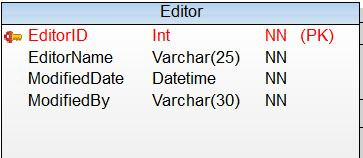 Editor
EditorID Int NN (PK)
EditorName Varchar(25) NN
ModifiedDate Datetime NN
ModifiedBy Varchar(30) NN